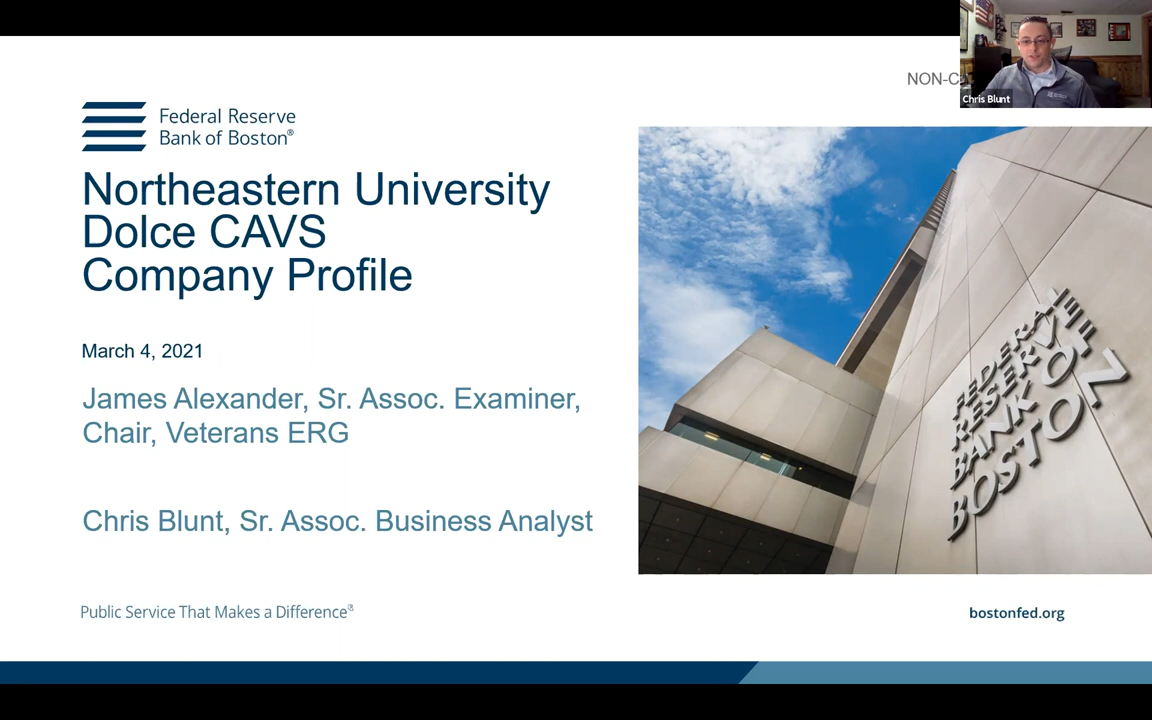 NON-C
Chris Blunt
Federal Reserve
Bank of Boston®
Northeastern University
Dolce CAVS
Company Profile
March 4, 2021
James Alexander, Sr. Assoc. Examiner,
Chair, Veterans ERG
Chris Blunt, Sr. Assoc. Business Analyst
FEDERAL
RESERVE
BANK OF
BOSTON
Public Service That Makes a Difference®
bostonfed.org